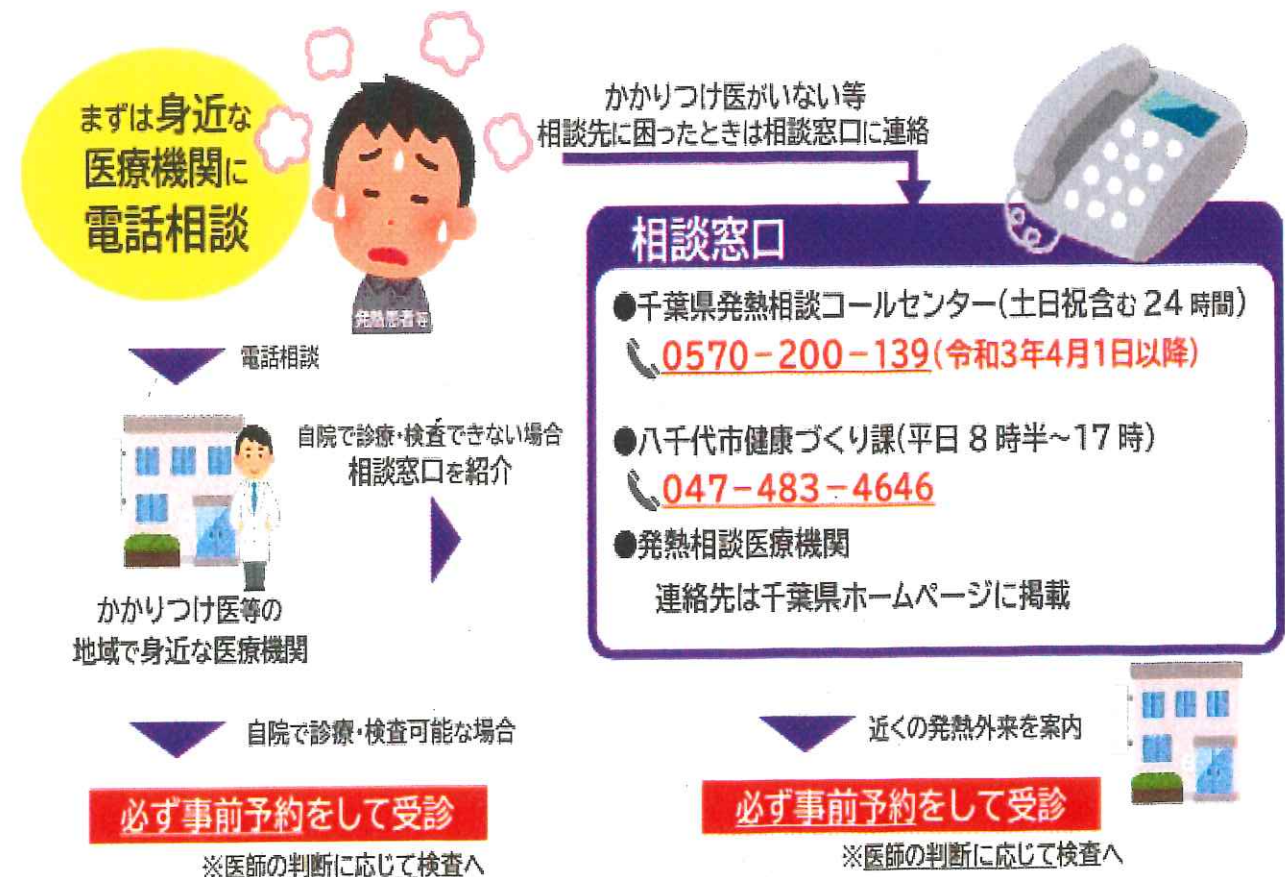 まずは身近な
医療機関に
電話相談
発熱患者等
かかりつけ医がいない等
相談先に困ったときは相談窓口に連絡
電話相談
かかりつけ医等の
地域で身近な医療機関
自院で診療・検査できない場合
相談窓口を紹介
相談窓口
●千葉県発熱相談コールセンター(土日祝含む 24 時間)
0570-200-139(令和3年4月1日以降)
●八千代市健康づくり課(平日 8 時半~17 時)
047-483-4646
●発熱相談医療機関
連絡先は千葉県ホームページに掲載
自院で診療・検査可能な場合
必ず事前予約をして受診
※医師の判断に応じて検査へ
近くの発熱外来を案内
必ず事前予約をして受診
※医師の判断に応じて検査へ